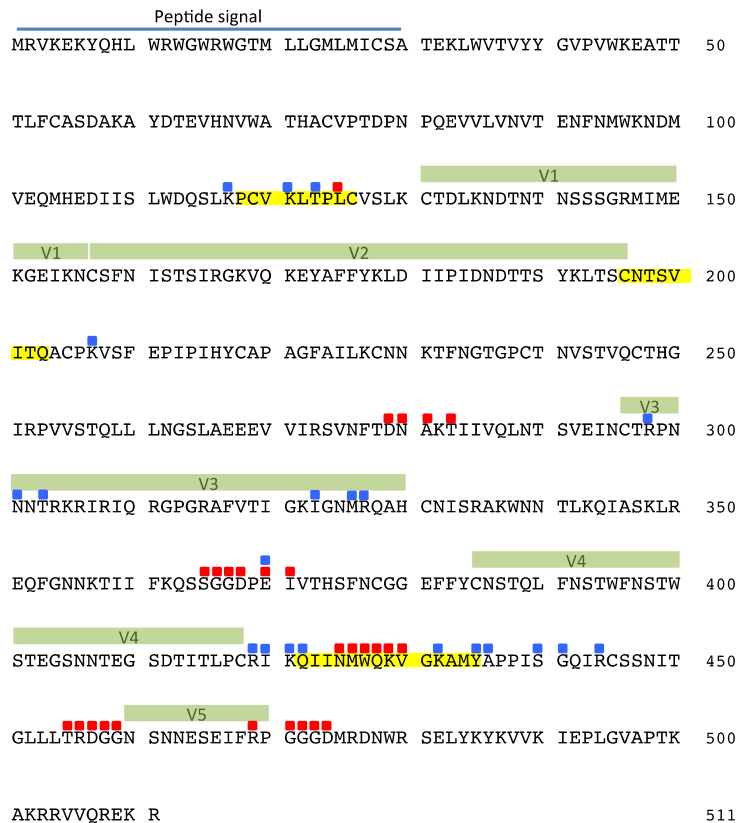 Peptide signal
MRVKEKYQHL WRWGWRWGTM LLGMLMICSA TEKLWVTVYY GVPVWKEATT 50
TLFCASDAKA YDTEVHNVWA THACVPTDPN PQEVVLVNVT ENFNMWKNDM 100
V1
VEQMHEDIIS LWDQSLKPCV KLTPLCVSLK CTDLKNDTNT NSSSGRMIME 150
V1 V2
KGEIKNCSFN ISTSIRGKVQ KEYAFFYKLD IIPIDNDTTS YKLTSCNTSV 200
ITQACPKVSF EPIPIHYCAP AGFAILKCNN KTFNGTGPCT NVSTVQCTHG 250
V3
IRPVVSTQLL LNGSLAEEEV VIRSVNFTDN AKTIIVQLNT SVEINCTRPN 300
V3
NNTRKRIRIQ RGPGRAFVTI GKIGNMRQAH CNISRAKWNN TLKQIASKLR 350
V4
EQFGNNKTII FKQSSGGDPE IVTHSFNCGG EFFYCNSTQL FNSTWFNSTW 400
V4
STEGSNNTEG SDTITLPCRI KQIINMWQKV GKAMYAPPIS GQIRCSSNIT 450
V5
GLLLTRDGGN SNNESEIFRP GGGDMRDNWR SELYKYKVVK IEPLGVAPTK 500
AKRRVVQREK R 511